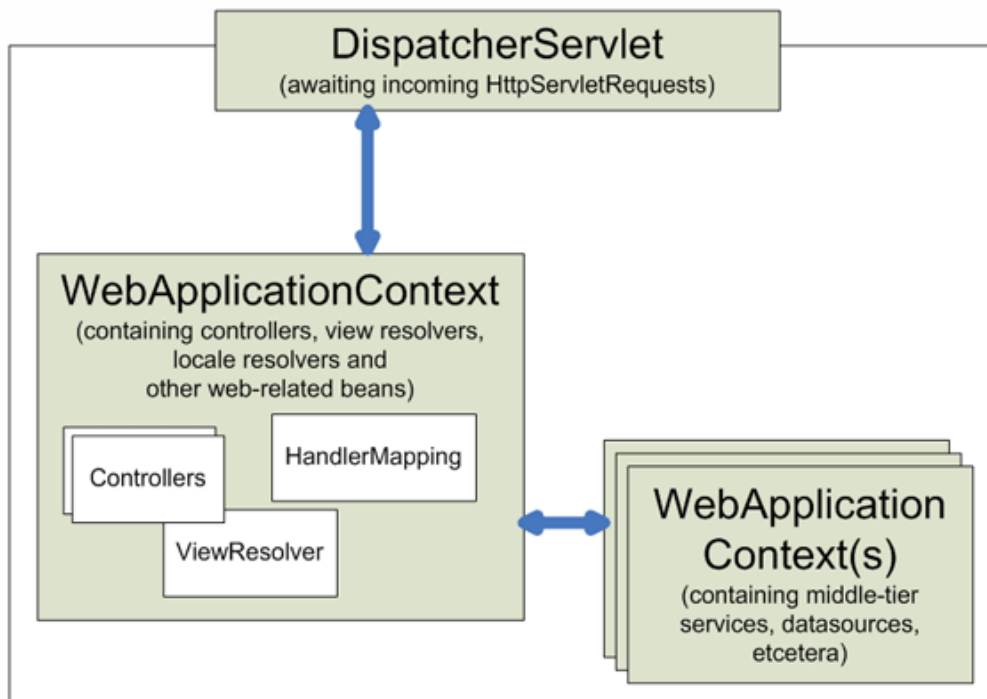 DispatcherServlet
(awaiting incoming HttpServletRequests)
WebApplicationContext
(containing controllers, view resolvers,
locale resolvers and
other web-related beans)
Controllers
HandlerMapping
ViewResolver
WebApplication
Context(s)
(containing middle-tier
services, datasources,
etcetera)